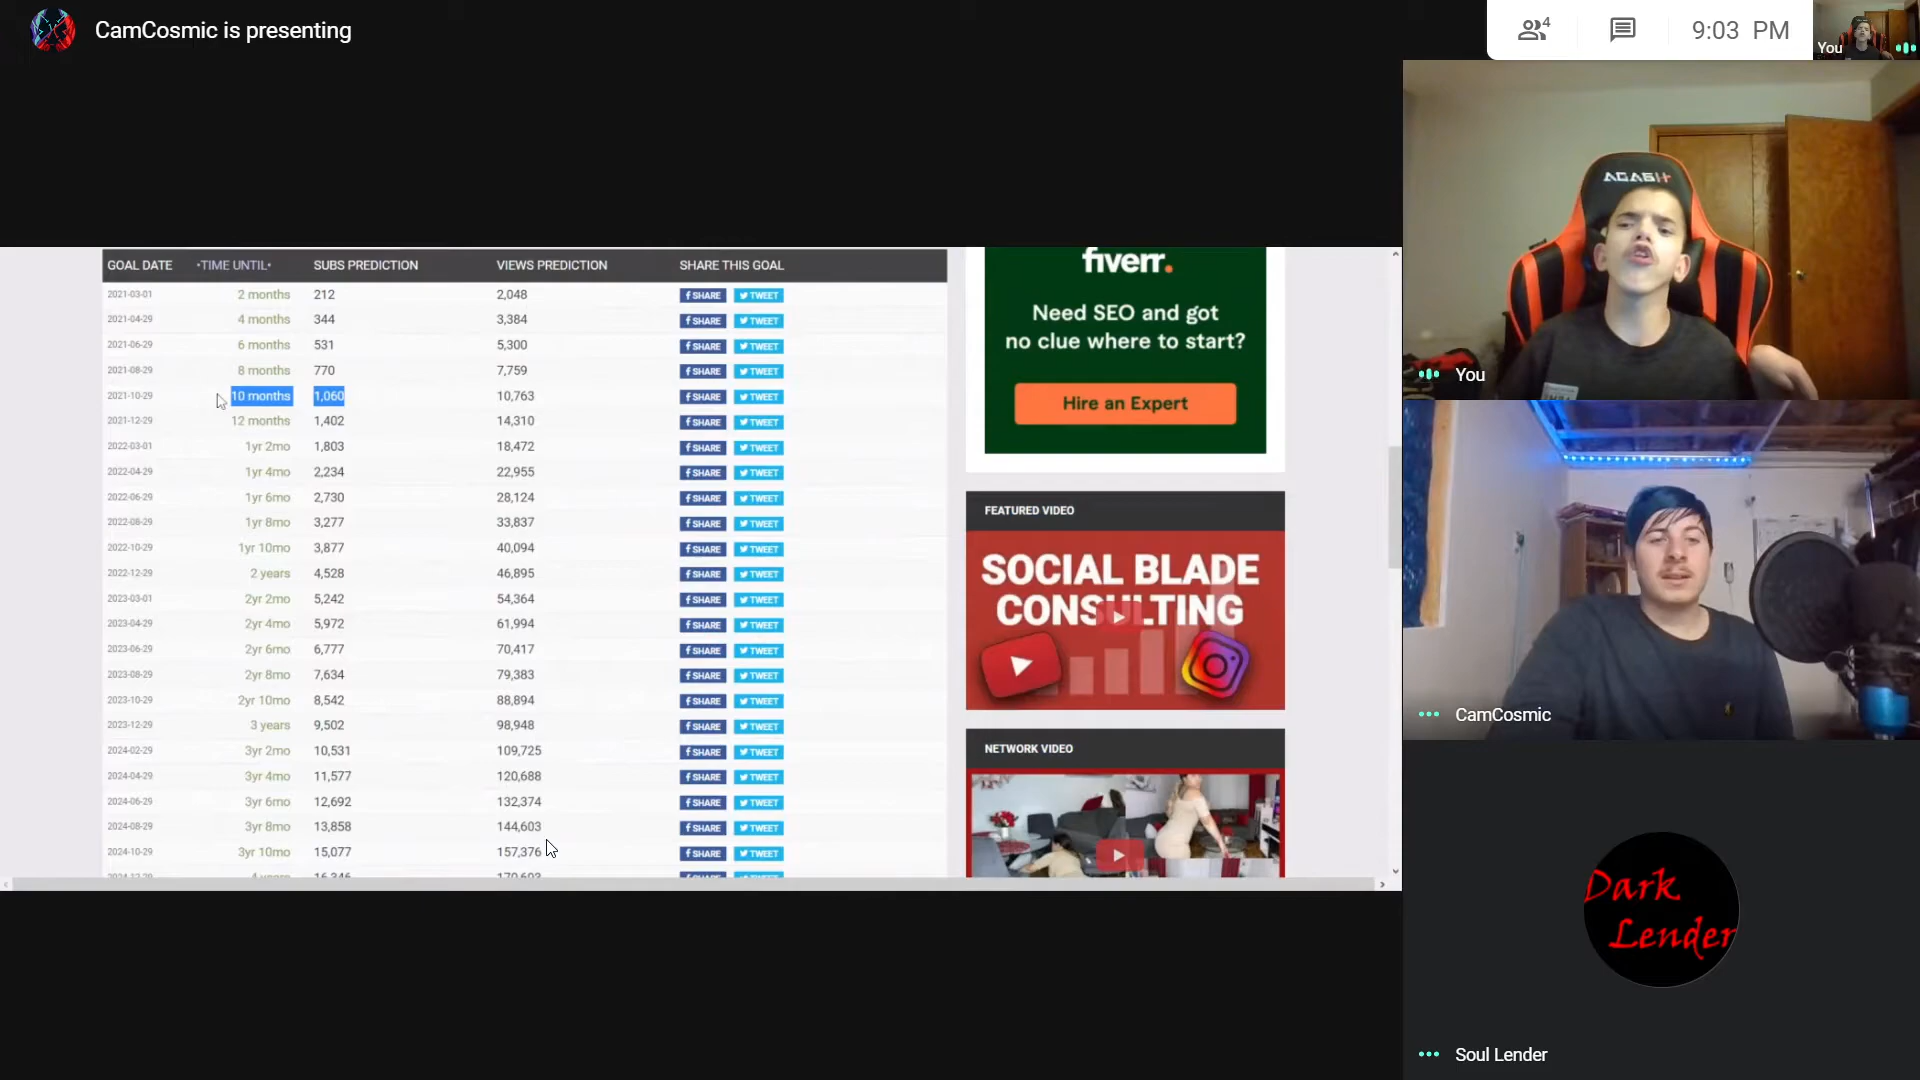 CamCosmic is presenting
4
9:03 PM
You
GOAL DATE •TIME UNTIL• SUBS PREDICTION VIEWS PREDICTION SHARE THIS GOAL
2021-03-01 2 months 212 2,048 SHARE TWEET
2021-04-29 4 months 344 3,384 SHARE TWEET
2021-06-29 6 months 531 5,300 SHARE TWEET
2021-08-29 8 months 770 7,759 SHARE TWEET
2021-10-29 10 months 1,060 10,763 SHARE TWEET
2021-12-29 12 months 1,402 14,310 SHARE TWEET
2022-03-01 1yr 2mo 1,803 18,472 SHARE TWEET
2022-04-29 1yr 4mo 2,234 22,955 SHARE TWEET
2022-06-29 1yr 6mo 2,730 28,124 SHARE TWEET
2022-08-29 1yr 8mo 3,277 33,837 SHARE TWEET
2022-10-29 1yr 10mo 3,877 40,094 SHARE TWEET
2022-12-29 2 years 4,528 46,895 SHARE TWEET
2023-03-01 2yr 2mo 5,242 54,364 SHARE TWEET
2023-04-29 2yr 4mo 5,972 61,994 SHARE TWEET
2023-06-29 2yr 6mo 6,777 70,417 SHARE TWEET
2023-08-29 2yr 8mo 7,634 79,383 SHARE TWEET
2023-10-29 2yr 10mo 8,542 88,894 SHARE TWEET
2023-12-29 3 years 9,502 98,948 SHARE TWEET
2024-02-29 3yr 2mo 10,531 109,725 SHARE TWEET
2024-04-29 3yr 4mo 11,577 120,688 SHARE TWEET
2024-06-29 3yr 6mo 12,692 132,374 SHARE TWEET
2024-08-29 3yr 8mo 13,858 144,603 SHARE TWEET
2024-10-29 3yr 10mo 15,077 157,376 SHARE TWEET
fiverr.
Need SEO and got
no clue where to start?
Hire an Expert
FEATURED VIDEO
SOCIAL BLADE
CONSULTING
NETWORK VIDEO
You
CamCosmic
Dark
Lender
Soul Lender